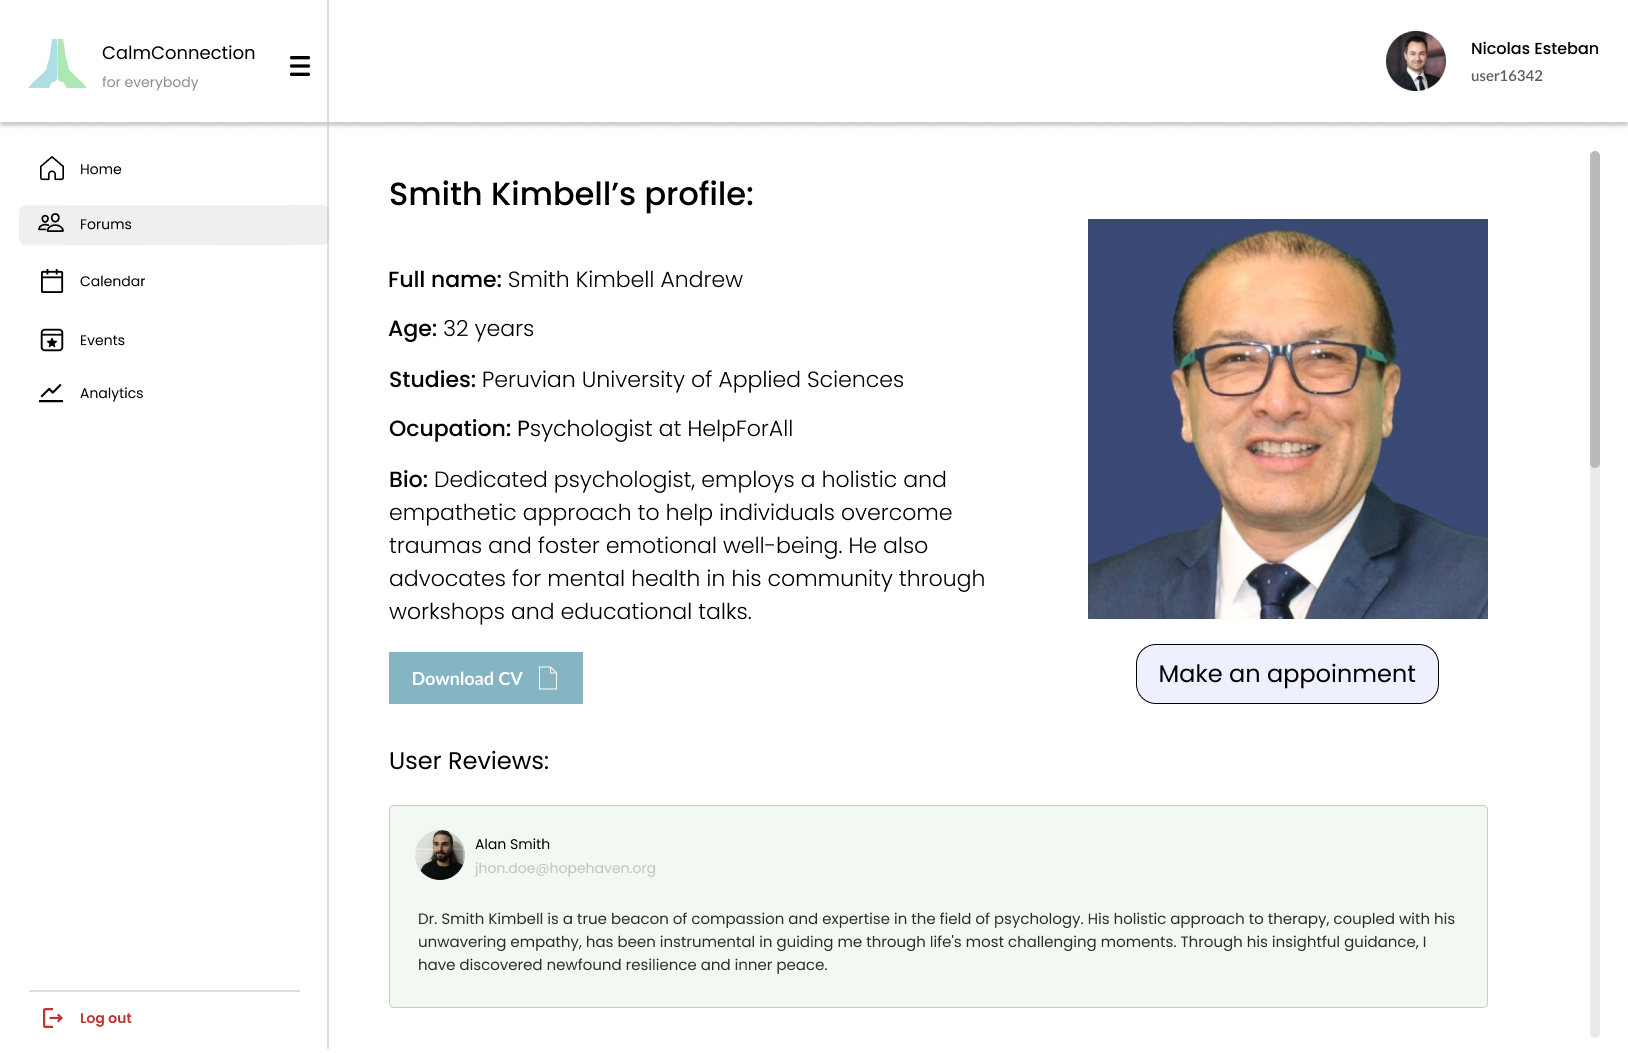 CalmConnection
for everybody
Nicolas Esteban
user16342
Home
Forums
Calendar
Events
Analytics
Log out
Smith Kimbell’s profile:
Full name: Smith Kimbell Andrew
Age: 32 years
Studies: Peruvian University of Applied Sciences
Ocupation: Psychologist at HelpForAll
Bio: Dedicated psychologist, employs a holistic and
empathetic approach to help individuals overcome
traumas and foster emotional well-being. He also
advocates for mental health in his community through
workshops and educational talks.
Download CV
Make an appoinment
User Reviews:
Alan Smith
jhon.doe@hopehaven.org
Dr. Smith Kimbell is a true beacon of compassion and expertise in the field of psychology. His holistic approach to therapy, coupled with his
unwavering empathy, has been instrumental in guiding me through life's most challenging moments. Through his insightful guidance, I
have discovered newfound resilience and inner peace.